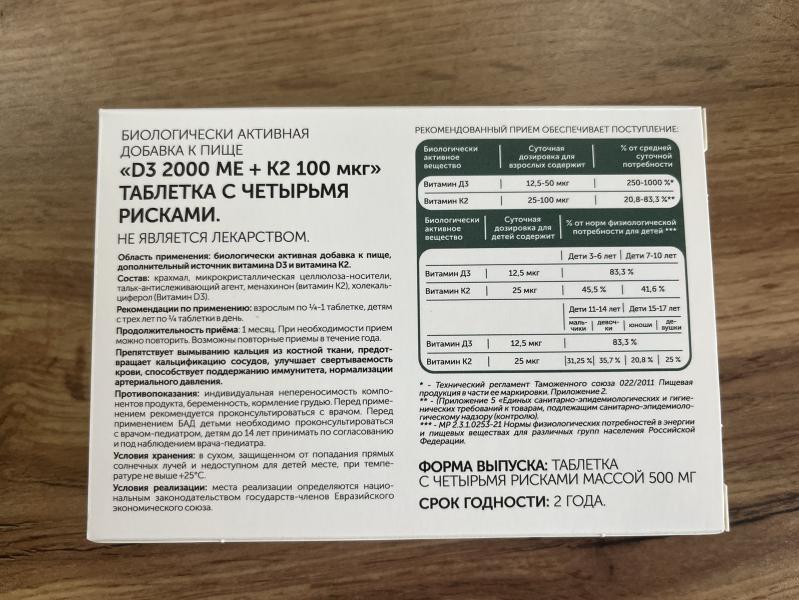 БИОЛОГИЧЕСКИ АКТИВНАЯ
ДОБАВКА К ПИЩЕ
«D3 2000 МЕ + K2 100 мкг»
ТАБЛЕТКА С ЧЕТЫРЬМЯ
РИСКАМИ.
НЕ ЯВЛЯЕТСЯ ЛЕКАРСТВОМ.
Область применения: биологически активная добавка к пище,
дополнительный источник витамина D3 и витамина K2.
Состав: крахмал, микрокристаллическая целлюлоза-носители,
тальк-антислеживающий агент, менахинон (витамин K2), холекаль-
циферол (Витамин D3).
Рекомендации по применению: взрослым по ¼-1 таблетке, детям
с трех лет по ¼ таблетки в день.
Продолжительность приёма: 1 месяц. При необходимости прием
можно повторить. Возможны повторные приемы в течение года.
Препятствует вымыванию кальция из костной ткани, предот-
вращает кальцификацию сосудов, улучшает свертываемость
крови, способствует поддержанию иммунитета, нормализации
артериального давления.
Противопоказания: индивидуальная непереносимость компо-
нентов продукта, беременность, кормление грудью. Перед приме-
нением рекомендуется проконсультироваться с врачом. Перед
применением БАД детьми необходимо проконсультироваться
с врачом-педиатром, детям до 14 лет принимать по согласованию
и под наблюдением врача-педиатра.
Условия хранения: в сухом, защищенном от попадания прямых
солнечных лучей и недоступном для детей месте, при темпе-
ратуре не выше +25°С.
Условия реализации: места реализации определяются нацио-
нальным законодательством государств-членов Евразийского
экономического союза.
РЕКОМЕНДОВАННЫЙ ПРИЕМ ОБЕСПЕЧИВАЕТ ПОСТУПЛЕНИЕ:
Биологически активное вещество | Суточная дозировка для взрослых содержит | % от средней суточной потребности
Витамин Д3 | 12,5-50 мкг | 250-1000 %*
Витамин К2 | 25-100 мкг | 20,8-83,3 %**
Биологически активное вещество | Суточная дозировка для детей содержит | % от норм физиологической потребности для детей ***
Дети 3-6 лет | Дети 7-10 лет
Витамин Д3 | 12,5 мкг | 83,3 %
Витамин К2 | 25 мкг | 45,5 % | 41,6 %
Дети 11-14 лет | Дети 15-17 лет
маль-чики | девоч-ки | юноши | де-вушки
Витамин Д3 | 12,5 мкг | 83,3 %
Витамин К2 | 25 мкг | 31,25 % | 35,7 % | 20,8 % | 25 %
* - Технический регламент Таможенного союза 022/2011 Пищевая
продукция в части ее маркировки. Приложение 2.
** - (Приложение 5 «Единых санитарно-эпидемиологических и гигие-
нических требований к товарам, подлежащим санитарно-эпидемиоло-
гическому надзору (контролю).
*** - МР 2.3.1.0253-21 Нормы физиологических потребностей в энергии
и пищевых веществах для различных групп населения Российской
Федерации.
ФОРМА ВЫПУСКА: ТАБЛЕТКА
С ЧЕТЫРЬМЯ РИСКАМИ МАССОЙ 500 МГ
СРОК ГОДНОСТИ: 2 ГОДА.